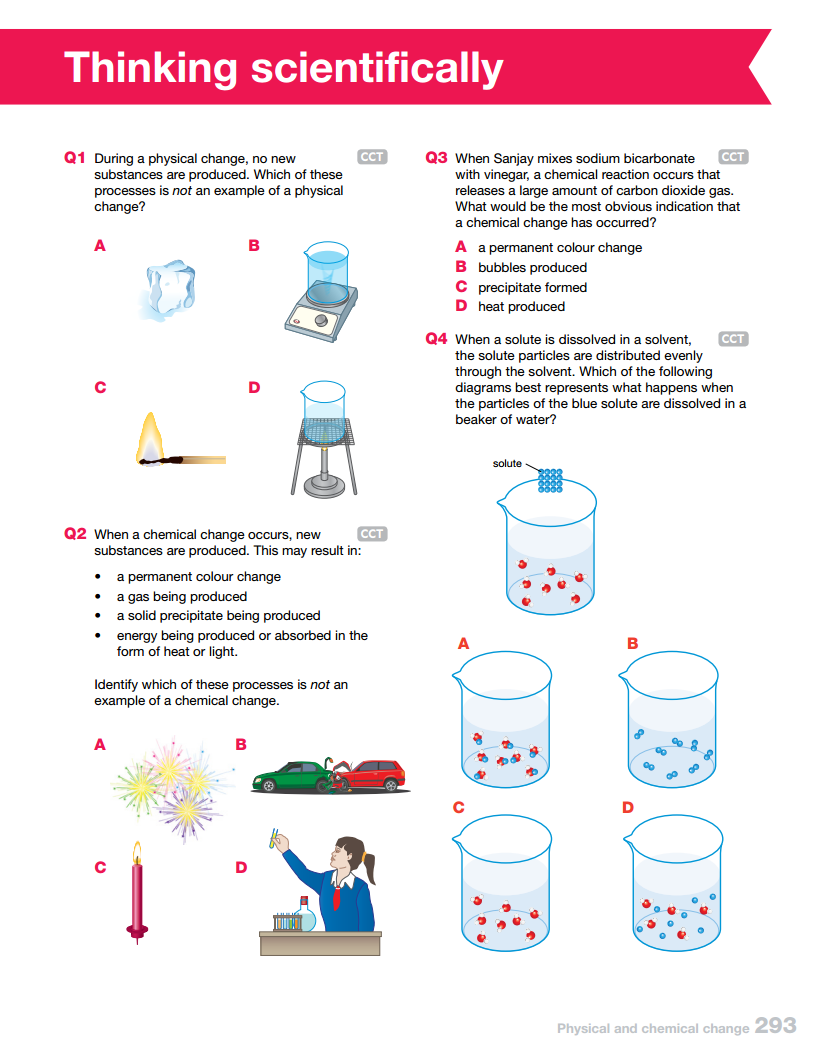 Thinking scientifically
Q1 During a physical change, no new CCT
substances are produced. Which of these
processes is not an example of a physical
change?
A B
C D
Q2 When a chemical change occurs, new CCT
substances are produced. This may result in:
• a permanent colour change
• a gas being produced
• a solid precipitate being produced
• energy being produced or absorbed in the
form of heat or light.
Identify which of these processes is not an
example of a chemical change.
A B
C D
Q3 When Sanjay mixes sodium bicarbonate CCT
with vinegar, a chemical reaction occurs that
releases a large amount of carbon dioxide gas.
What would be the most obvious indication that
a chemical change has occurred?
A a permanent colour change
B bubbles produced
C precipitate formed
D heat produced
Q4 When a solute is dissolved in a solvent, CCT
the solute particles are distributed evenly
through the solvent. Which of the following
diagrams best represents what happens when
the particles of the blue solute are dissolved in a
beaker of water?
solute
A B
C D
Physical and chemical change 293